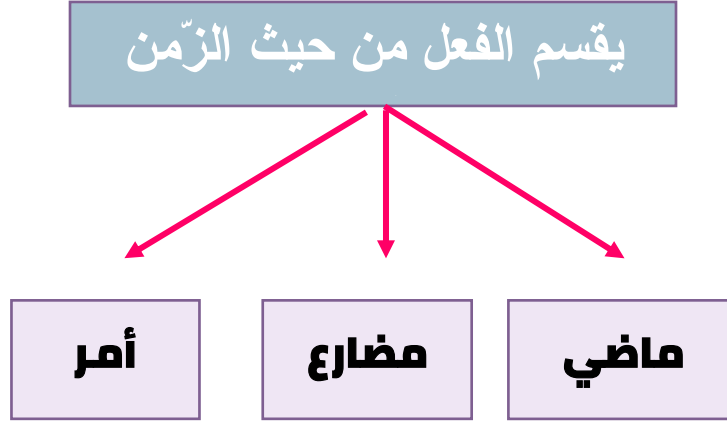 يقسم الفعل من حيث الزّمن
ماضي
مضارع
أمر